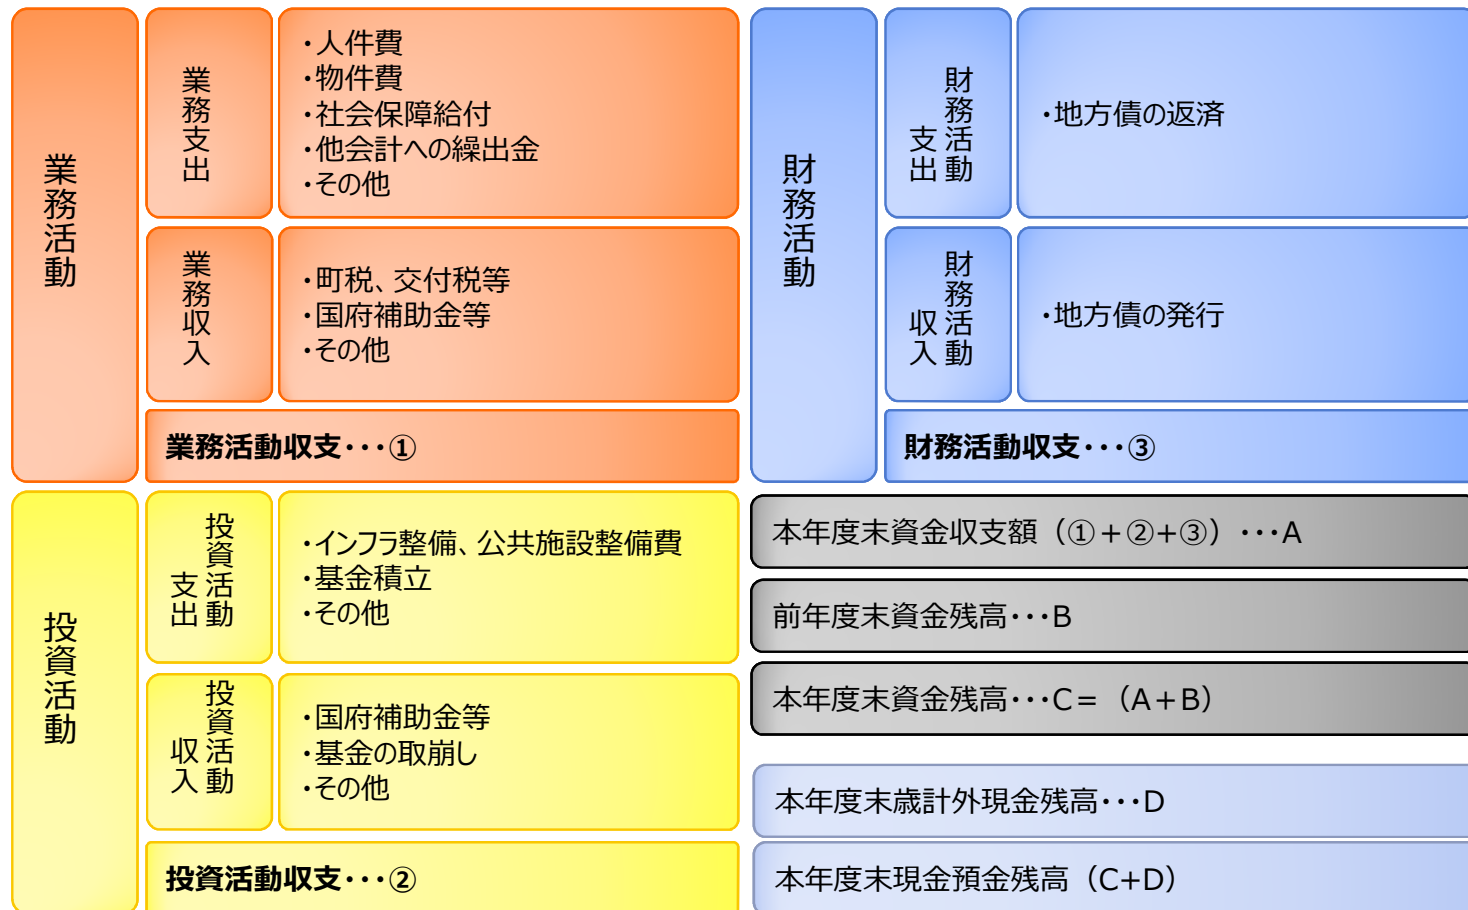 業務活動
業務支出
・人件費
・物件費
・社会保障給付
・他会計への繰出金
・その他
業務収入
・町税、交付税等
・国府補助金等
・その他
業務活動収支・・・①
投資活動
投資活動
支出
・インフラ整備、公共施設整備費
・基金積立
・その他
投資活動
収入
・国府補助金等
・基金の取崩し
・その他
投資活動収支・・・②
財務活動
財務活動
支出
・地方債の返済
財務活動
収入
・地方債の発行
財務活動収支・・・③
本年度末資金収支額（①＋②+③）・・・A
前年度末資金残高・・・B
本年度末資金残高・・・C＝（A＋B）
本年度末歳計外現金残高・・・D
本年度末現金預金残高（C+D）